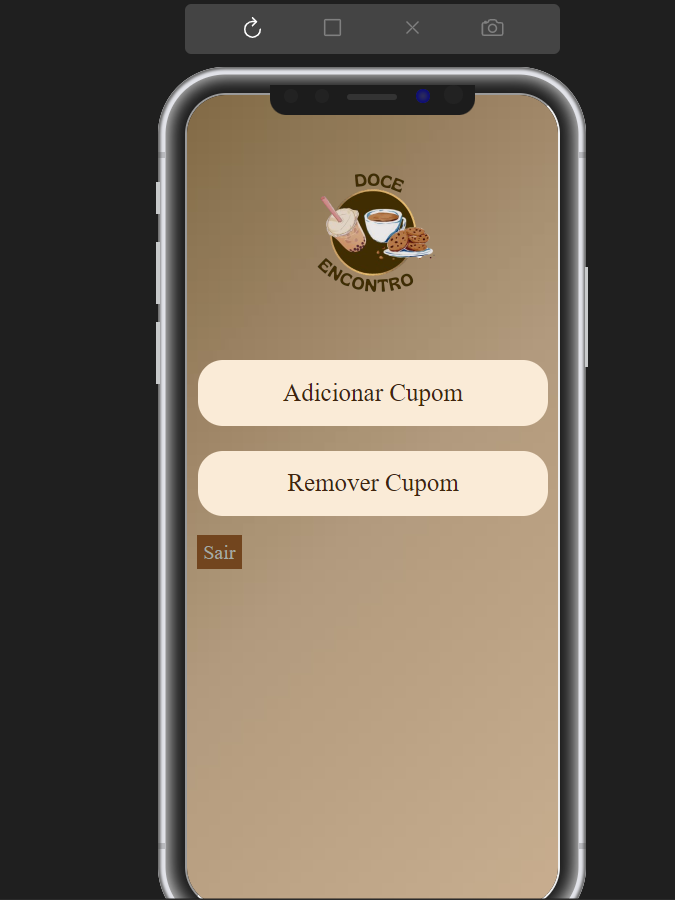 DOCE
ENCONTRO
Adicionar Cupom
Remover Cupom
Sair